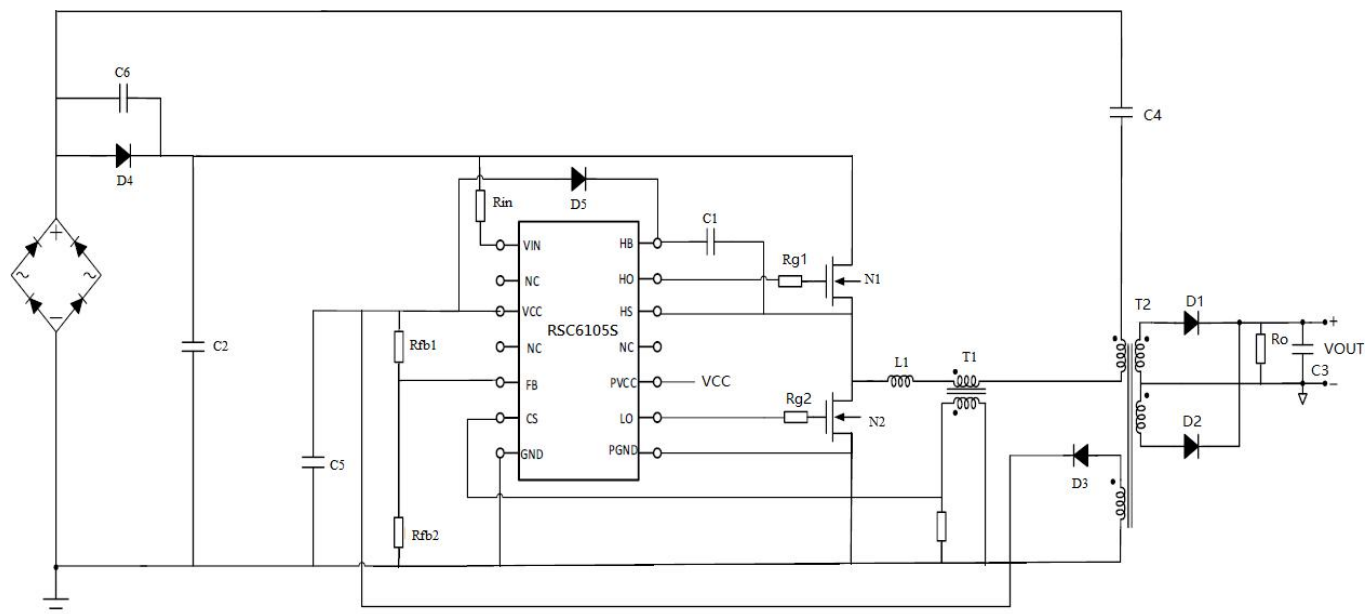 C6
C4
D4
Rin
D5
C1
VIN
HB
Rg1
NC
HO
N1
VCC
HS
T2
D1
RSC6105S
C2
Rfb1
NC
NC
Ro
VOUT
L1
T1
FB
PVCC
VCC
C3
CS
LO
Rg2
N2
D2
GND
PGND
C5
D3
Rfb2